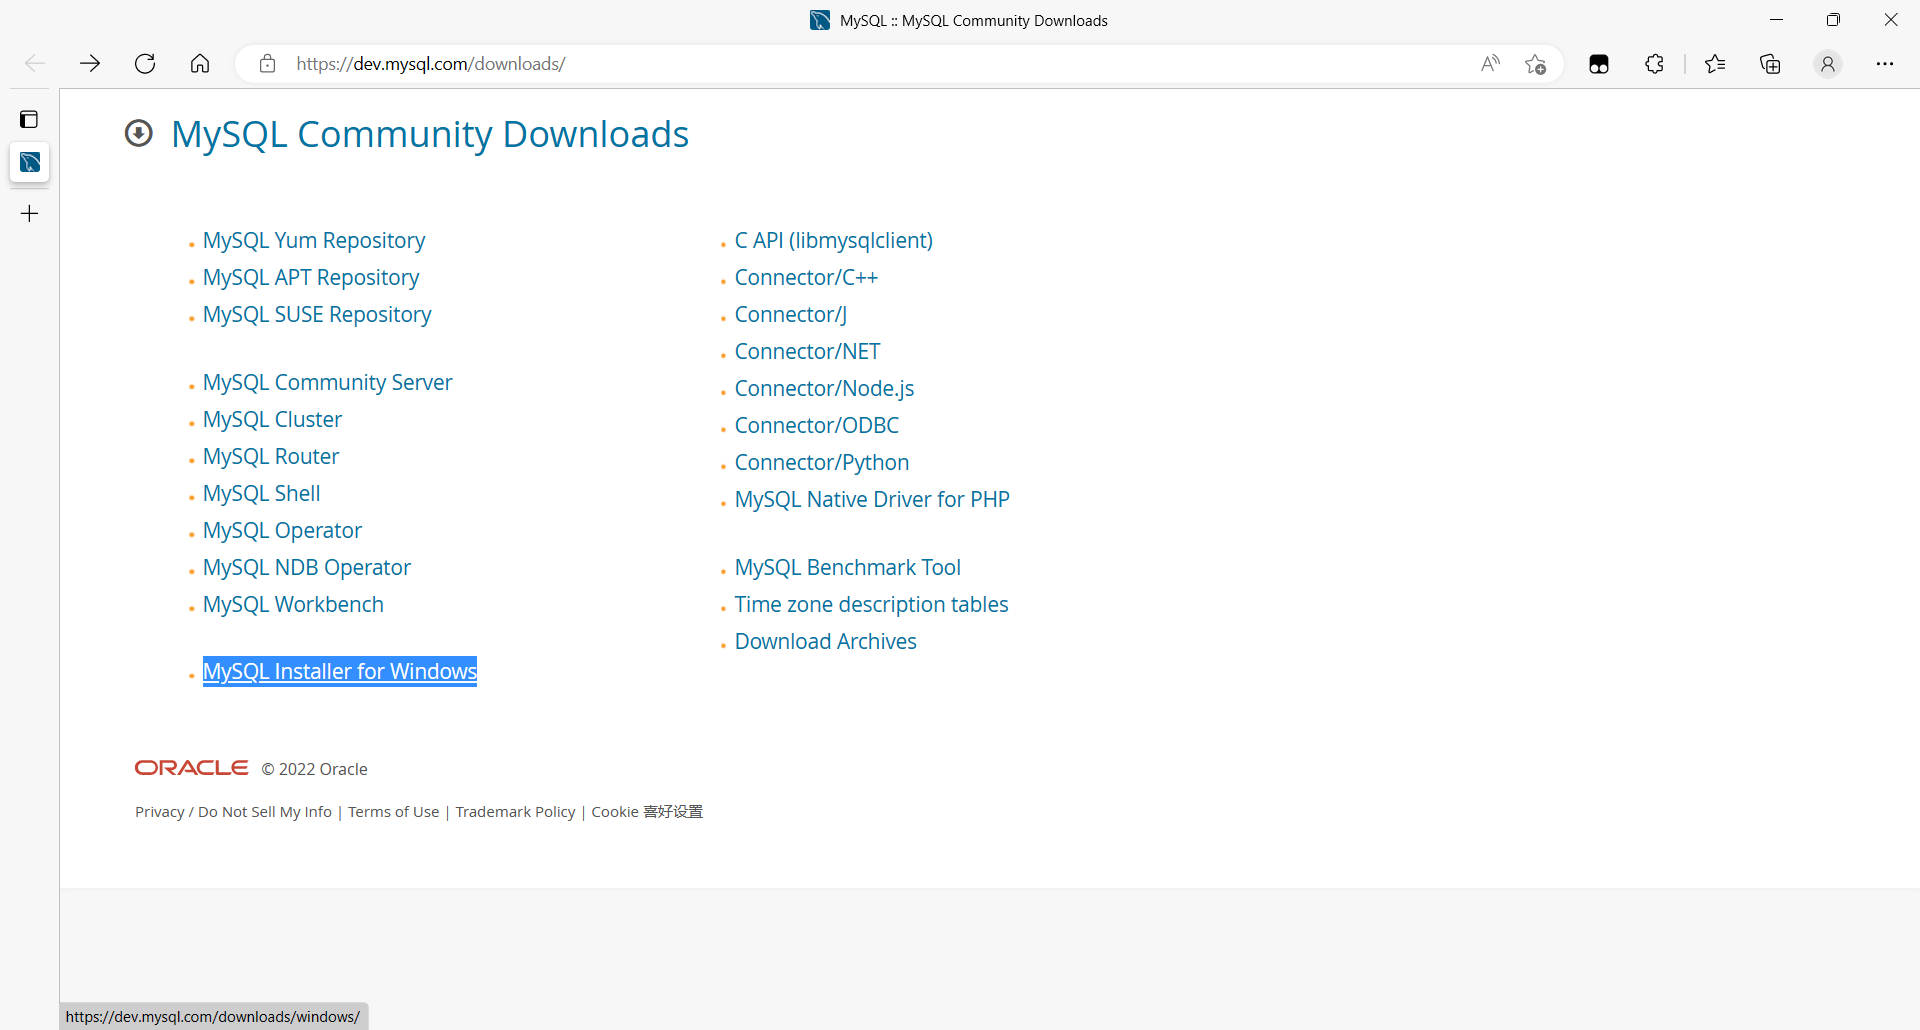 MySQL :: MySQL Community Downloads
https://dev.mysql.com/downloads/
MySQL Community Downloads
MySQL Yum Repository
MySQL APT Repository
MySQL SUSE Repository
MySQL Community Server
MySQL Cluster
MySQL Router
MySQL Shell
MySQL Operator
MySQL NDB Operator
MySQL Workbench
MySQL Installer for Windows
C API (libmysqlclient)
Connector/C++
Connector/J
Connector/NET
Connector/Node.js
Connector/ODBC
Connector/Python
MySQL Native Driver for PHP
MySQL Benchmark Tool
Time zone description tables
Download Archives
ORACLE © 2022 Oracle
Privacy / Do Not Sell My Info | Terms of Use | Trademark Policy | Cookie 喜好设置
https://dev.mysql.com/downloads/windows/